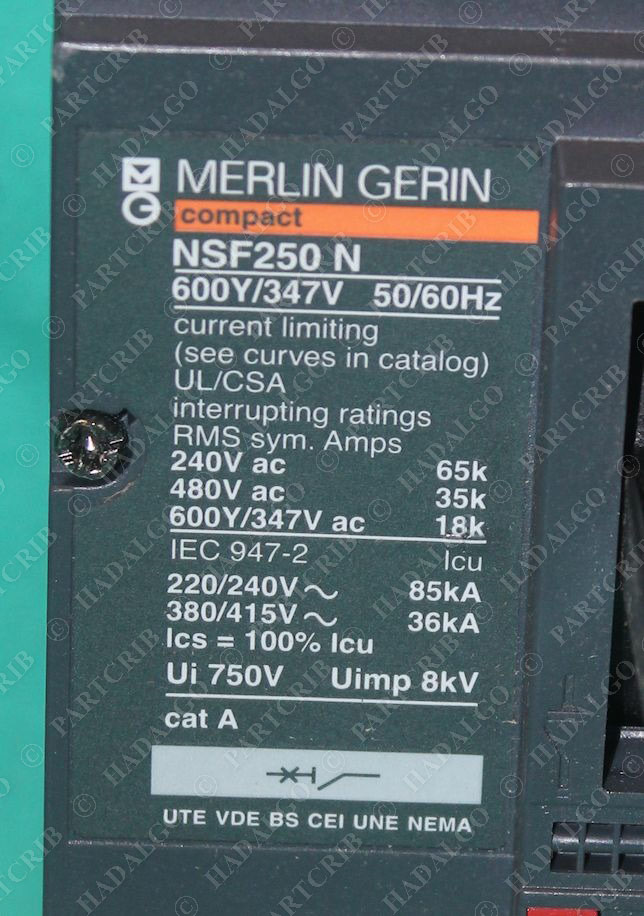 MERLIN GERIN
compact
NSF250 N
600Y/347V 50/60Hz
current limiting
(see curves in catalog)
UL/CSA
interrupting ratings
RMS sym. Amps
240V ac 65k
480V ac 35k
600Y/347V ac 18k
IEC 947-2 Icu
220/240V ~ 85kA
380/415V ~ 36kA
Ics = 100% Icu
Ui 750V Uimp 8kV
cat A
UTE VDE BS CEI UNE NEMA
© PARTCRIB
© HADALGO